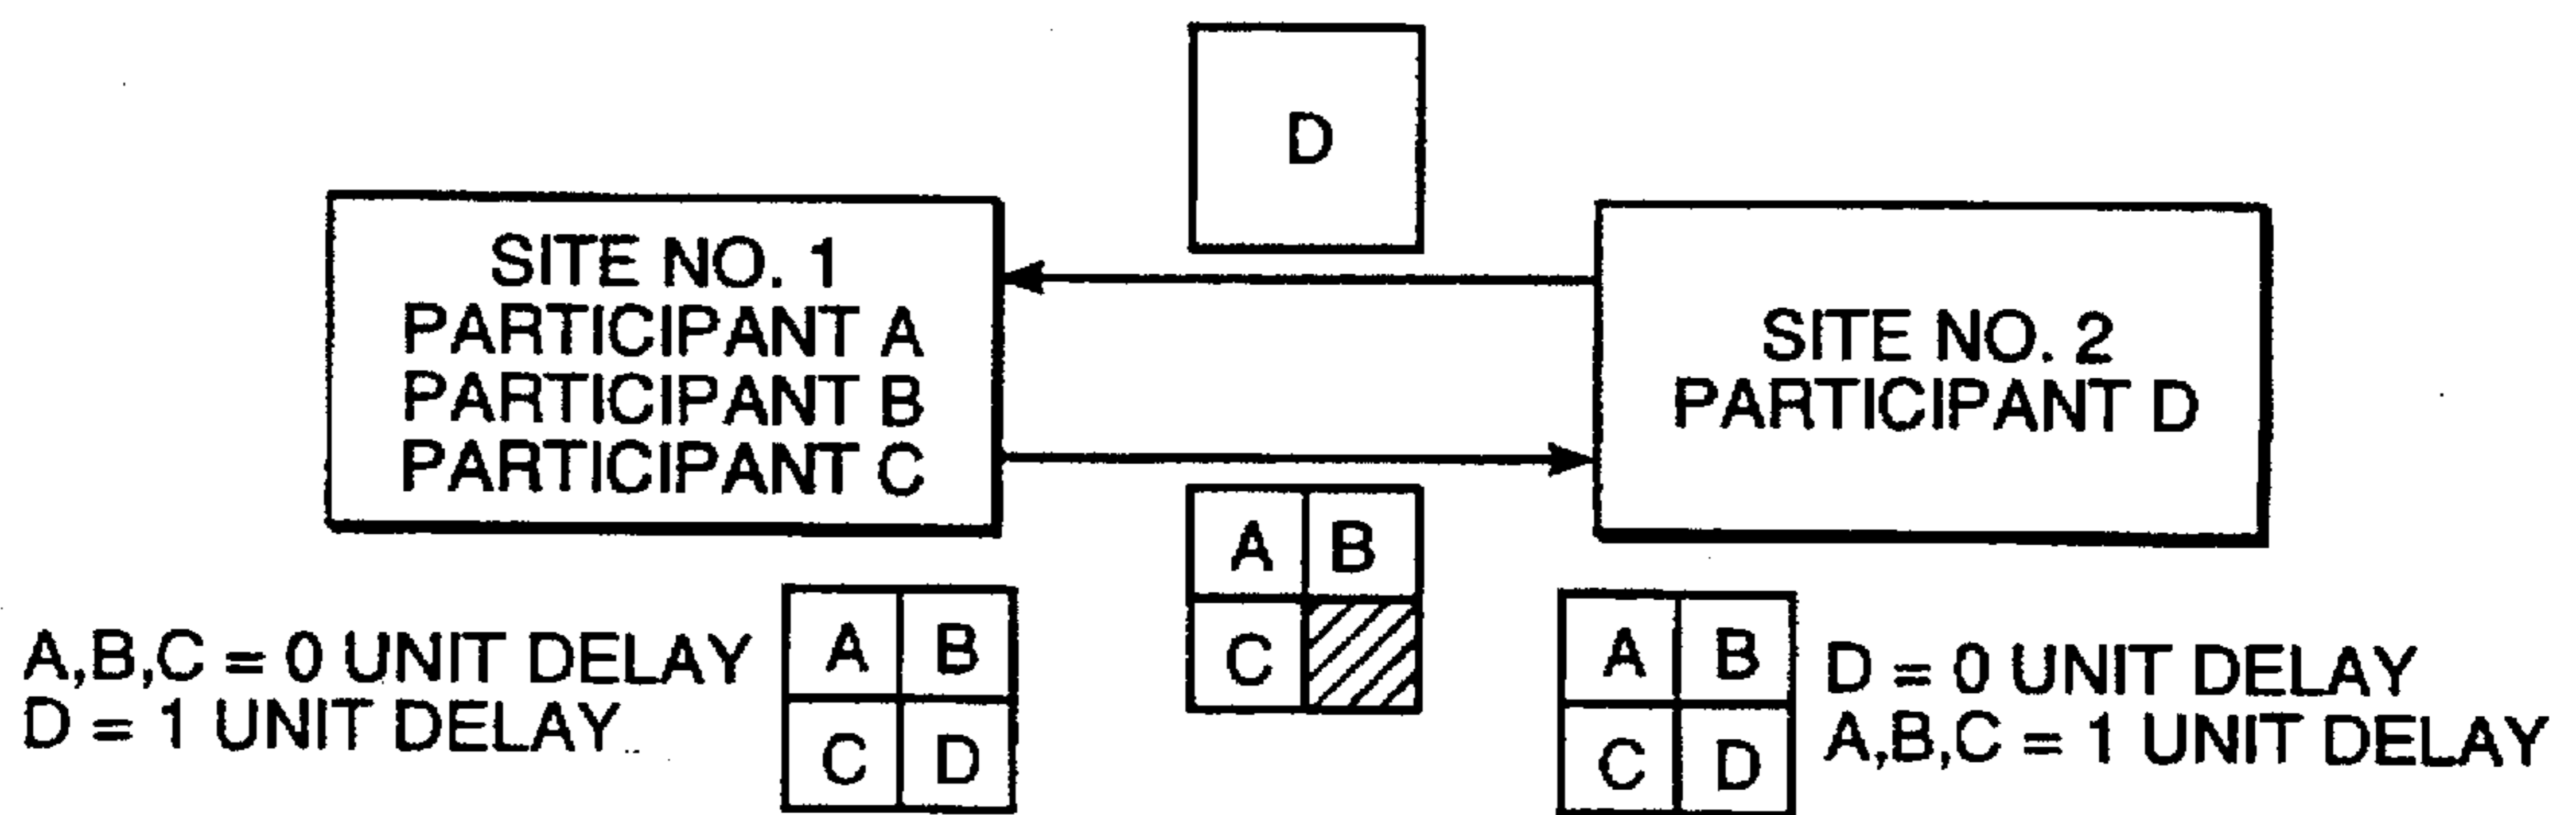 D
SITE NO. 1
PARTICIPANT A
PARTICIPANT B
PARTICIPANT C
SITE NO. 2
PARTICIPANT D
A B
C
A,B,C = 0 UNIT DELAY
D = 1 UNIT DELAY
A B
C D
A B
C D
D = 0 UNIT DELAY
A,B,C = 1 UNIT DELAY